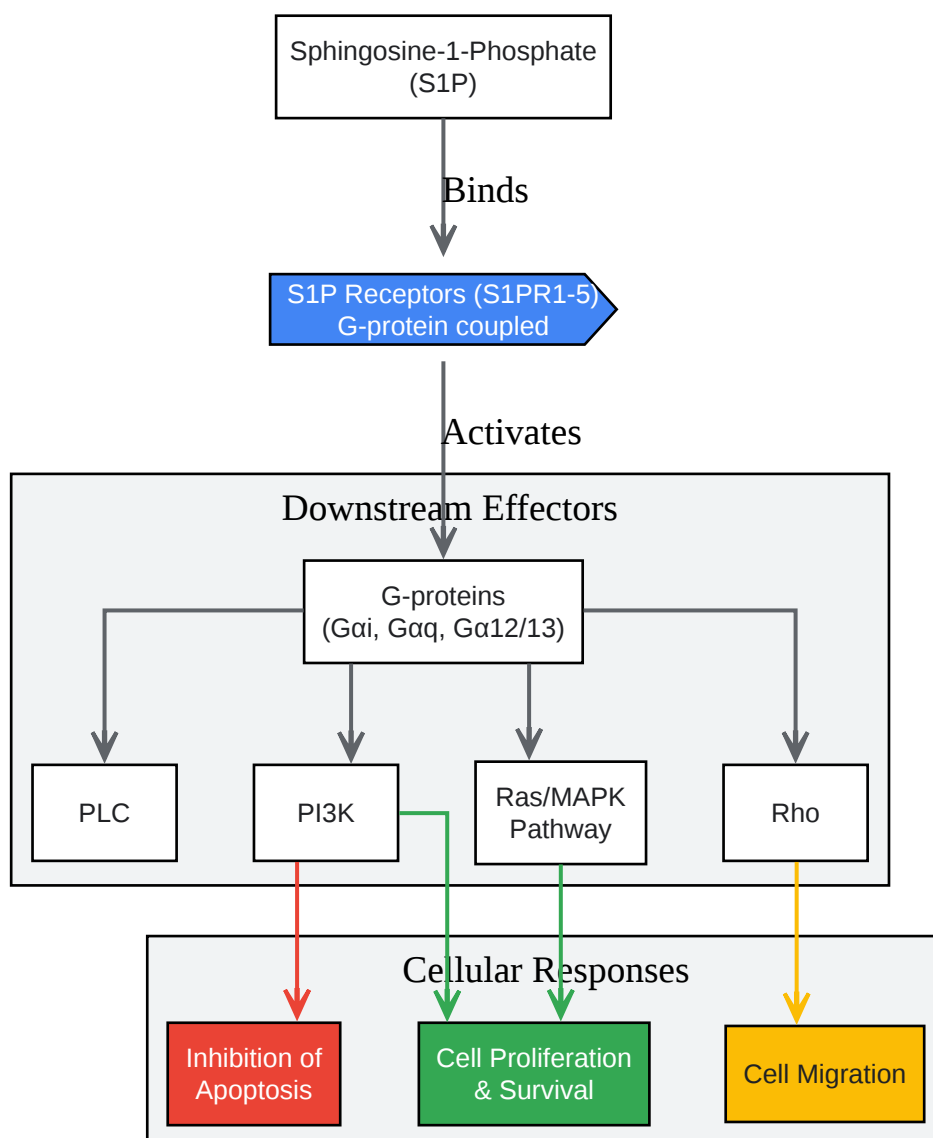 Sphingosine-1-Phosphate
(S1P)
Binds
S1P Receptors (S1PR1-5)
G-protein coupled
Activates
Downstream Effectors
G-proteins
(Gαi, Gαq, Gα12/13)
PLC
PI3K
Ras/MAPK
Pathway
Rho
Cellular Responses
Inhibition of
Apoptosis
Cell Proliferation
& Survival
Cell Migration